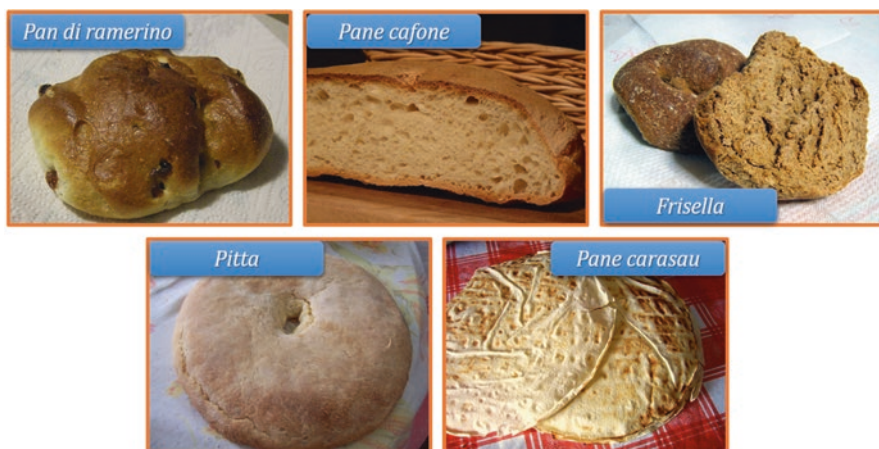 Pan di ramerino
Pane cafone
Frisella
Pitta
Pane carasau